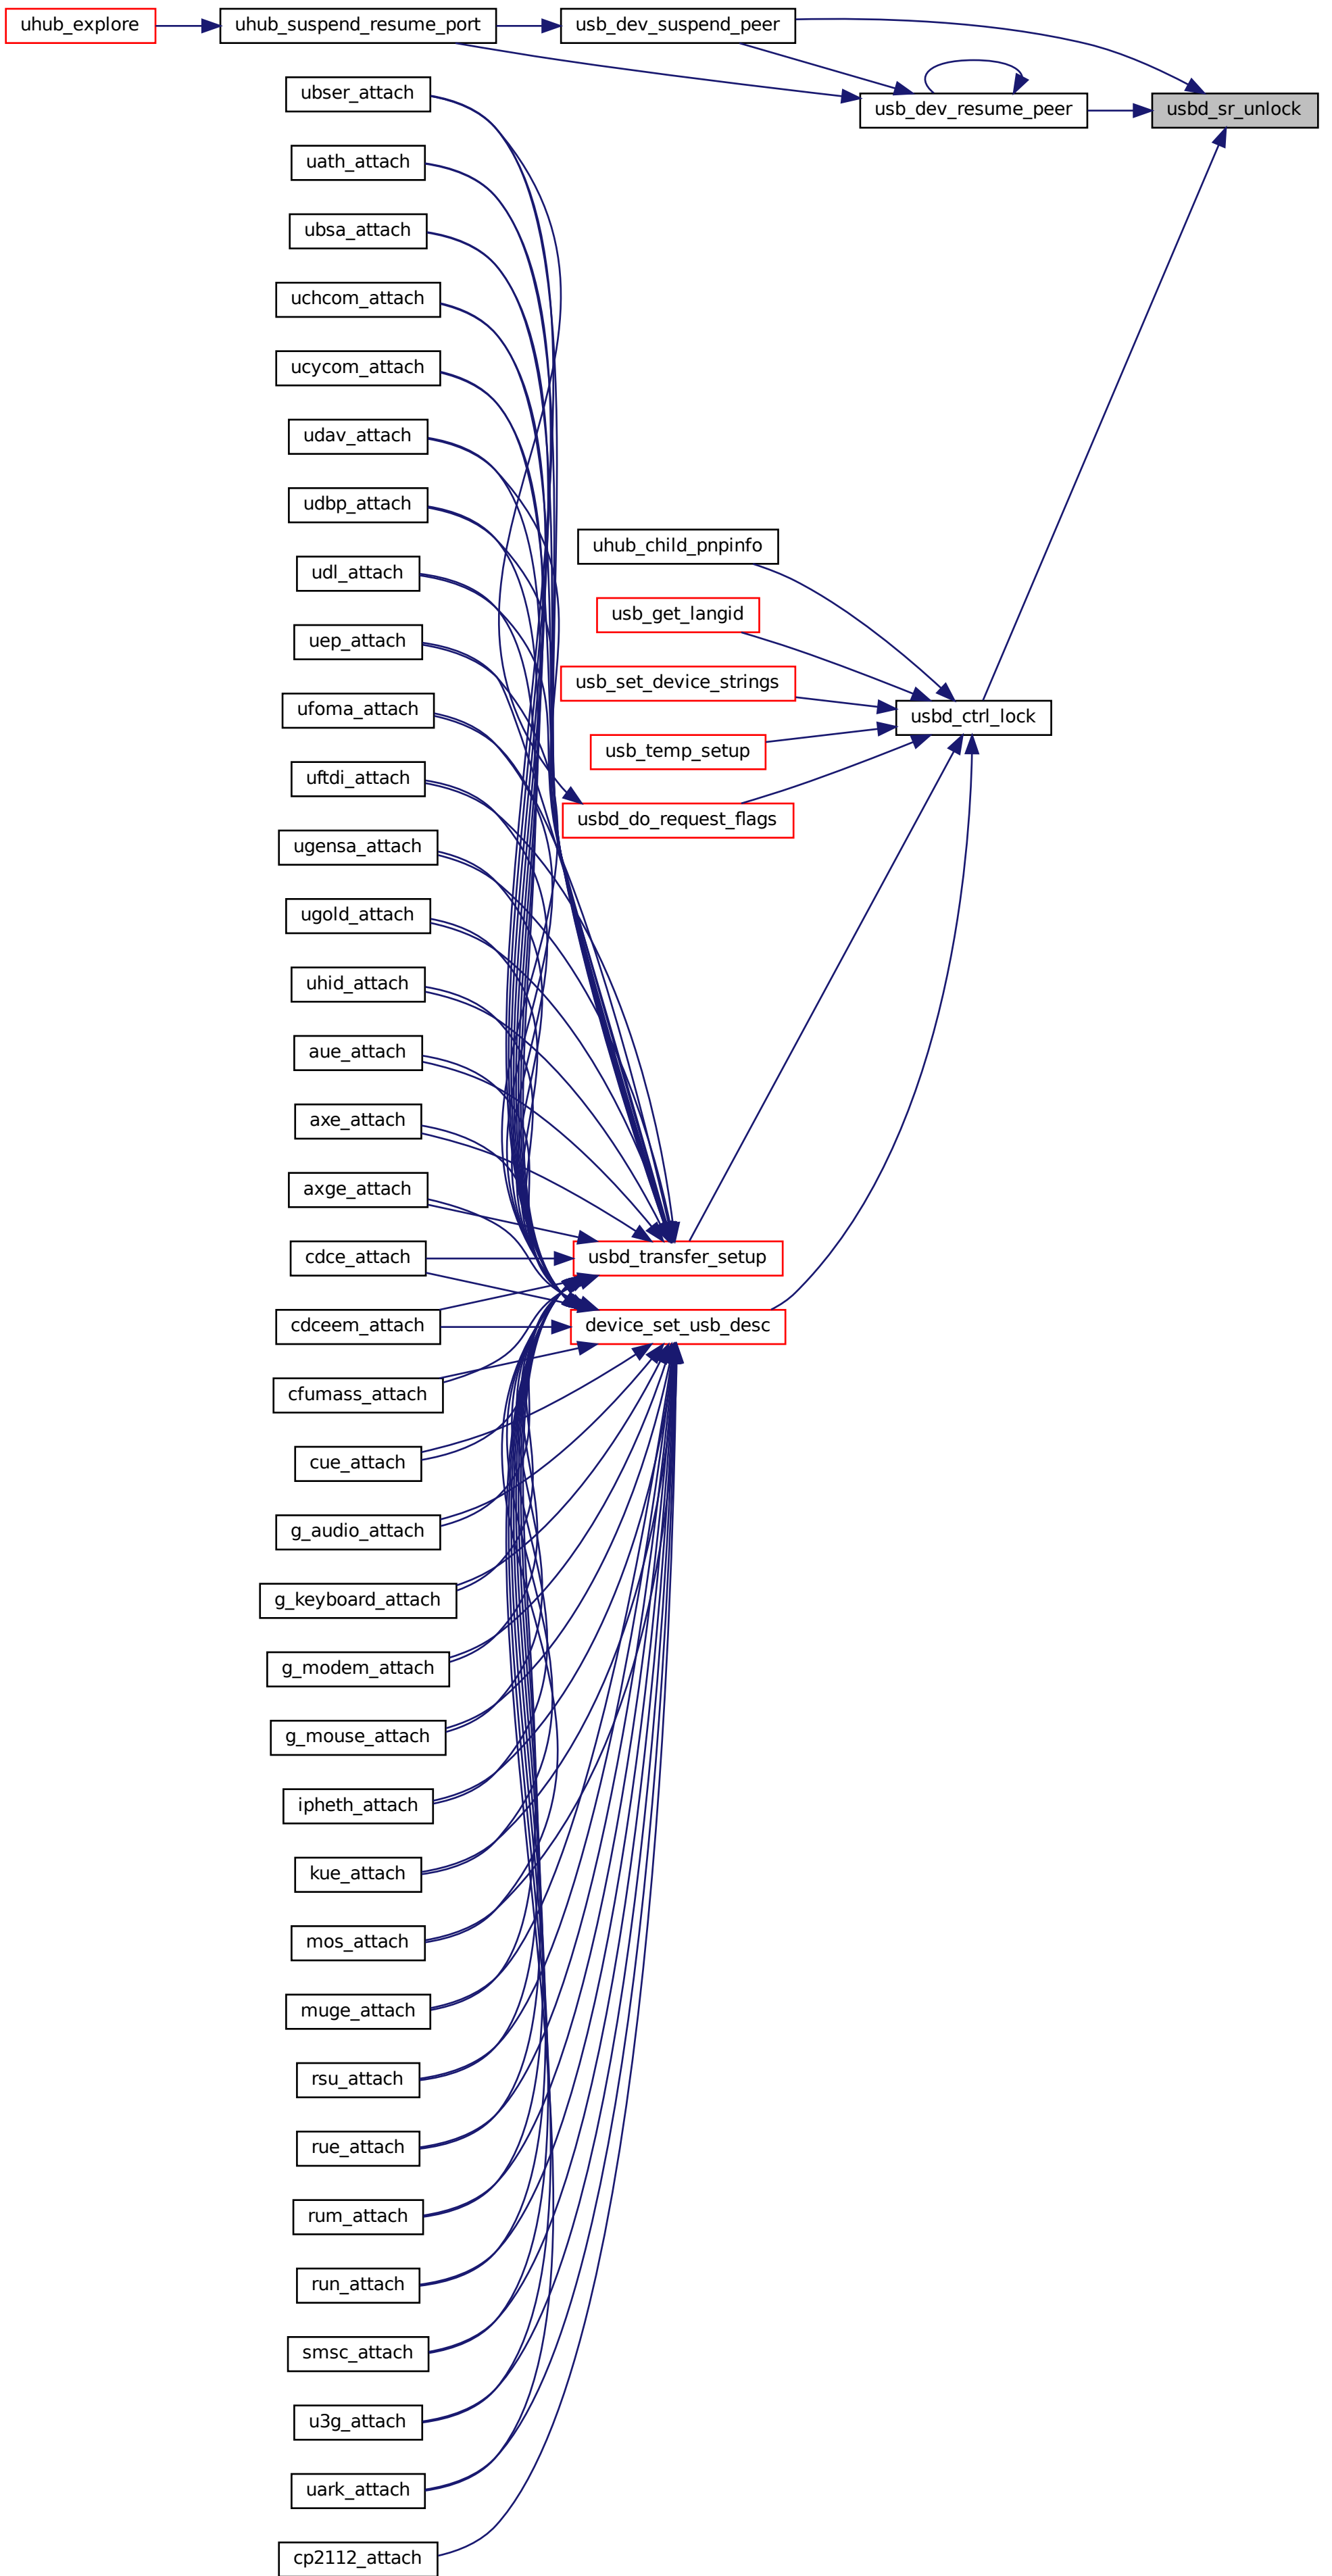 uhub_explore
uhub_suspend_resume_port
usb_dev_suspend_peer
usb_dev_resume_peer
usbd_sr_unlock
ubser_attach
uath_attach
ubsa_attach
uchcom_attach
ucycom_attach
udav_attach
udbp_attach
uhub_child_pnpinfo
udl_attach
usb_get_langid
uep_attach
usb_set_device_strings
ufoma_attach
usbd_ctrl_lock
usb_temp_setup
uftdi_attach
usbd_do_request_flags
ugensa_attach
ugold_attach
uhid_attach
aue_attach
axe_attach
axge_attach
cdce_attach
usbd_transfer_setup
cdceem_attach
device_set_usb_desc
cfumass_attach
cue_attach
g_audio_attach
g_keyboard_attach
g_modem_attach
g_mouse_attach
ipheth_attach
kue_attach
mos_attach
muge_attach
rsu_attach
rue_attach
rum_attach
run_attach
smsc_attach
u3g_attach
uark_attach
cp2112_attach